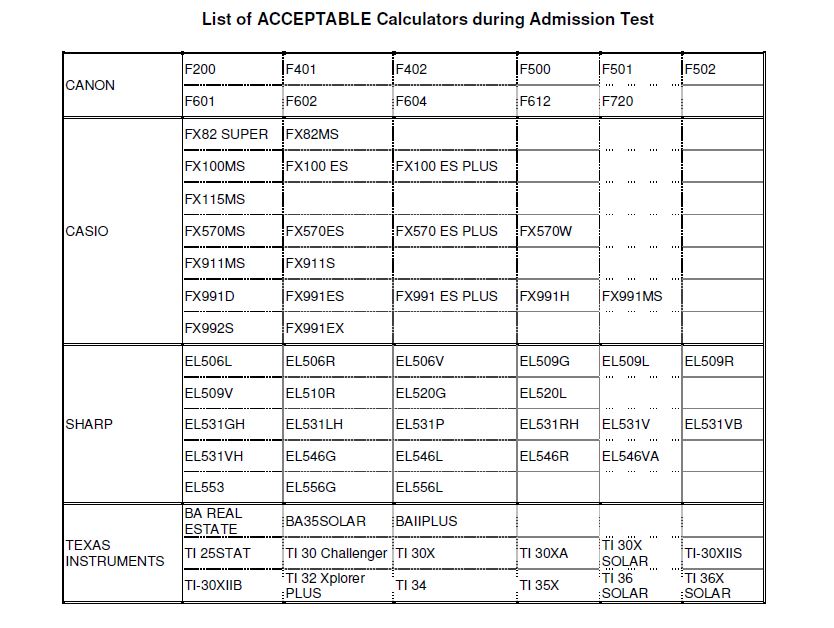 List of ACCEPTABLE Calculators during Admission Test
CANON
F200 F401 F402 F500 F501 F502
F601 F602 F604 F612 F720
CASIO
FX82 SUPER FX82MS
FX100MS FX100 ES FX100 ES PLUS
FX115MS
FX570MS FX570ES FX570 ES PLUS FX570W
FX911MS FX911S
FX991D FX991ES FX991 ES PLUS FX991H FX991MS
FX992S FX991EX
SHARP
EL506L EL506R EL506V EL509G EL509L EL509R
EL509V EL510R EL520G EL520L
EL531GH EL531LH EL531P EL531RH EL531V EL531VB
EL531VH EL546G EL546L EL546R EL546VA
EL553 EL556G EL556L
TEXAS
INSTRUMENTS
BA REAL
ESTATE
BA35SOLAR BAIIPLUS
TI 25STAT TI 30 Challenger TI 30X TI 30XA
TI 30X
SOLAR
TI-30XIIS
TI-30XIIB
TI 32 Xplorer
PLUS
TI 34 TI 35X
TI 36
SOLAR
TI 36X
SOLAR